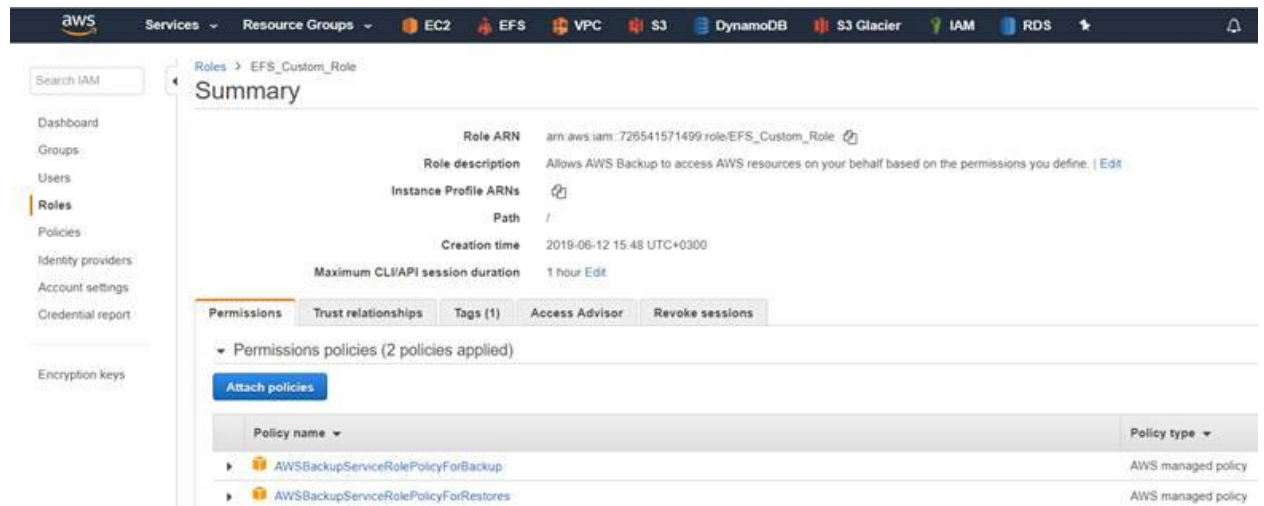 aws Services Resource Groups EC2 EFS VPC S3 DynamoDB S3 Glacier IAM RDS
Search IAM
Dashboard
Groups
Users
Roles
Policies
Identity providers
Account settings
Credential report
Encryption keys
Roles > EFS_Custom_Role
Summary
Role ARN arn:aws:iam::726541571499:role/EFS_Custom_Role
Role description Allows AWS Backup to access AWS resources on your behalf based on the permissions you define. | Edit
Instance Profile ARNs
Path /
Creation time 2019-06-12 15:48 UTC+0300
Maximum CLI/API session duration 1 hour Edit
Permissions Trust relationships Tags (1) Access Advisor Revoke sessions
Permissions policies (2 policies applied)
Attach policies
Policy name Policy type
AWSBackupServiceRolePolicyForBackup AWS managed policy
AWSBackupServiceRolePolicyForRestores AWS managed policy